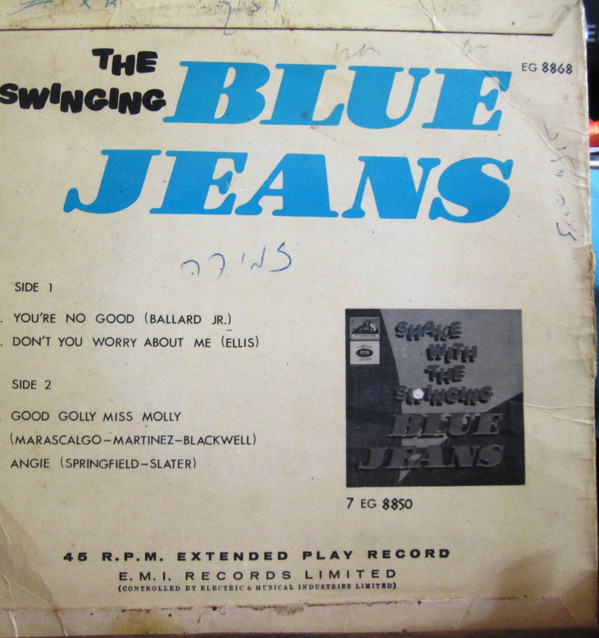 THE
SWINGING
BLUE
JEANS
EG 8868
זמירה
SIDE 1
. YOU'RE NO GOOD (BALLARD JR.)
. DON'T YOU WORRY ABOUT ME (ELLIS)
SIDE 2
GOOD GOLLY MISS MOLLY
(MARASCALGO–MARTINEZ–BLACKWELL)
ANGIE (SPRINGFIELD–SLATER)
SHAKE
WITH
THE
SWINGING
BLUE
JEANS
7 EG 8850
45 R.P.M. EXTENDED PLAY RECORD
E.M.I. RECORDS LIMITED
(CONTROLLED BY ELECTRIC & MUSICAL INDUSTRIES LIMITED)